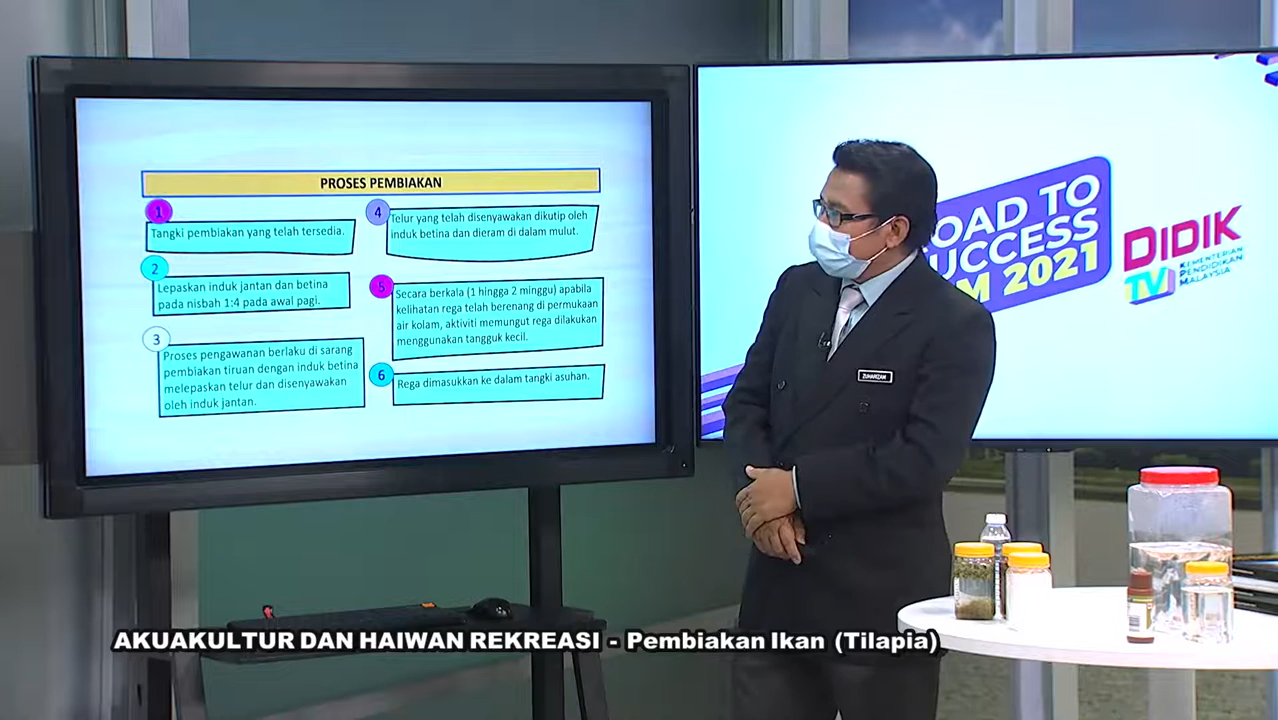 PROSES PEMBIAKAN
1
Tangki pembiakan yang telah tersedia.
2
Lepaskan induk jantan dan betina
pada nisbah 1:4 pada awal pagi.
3
Proses pengawanan berlaku di sarang
pembiakan tiruan dengan induk betina
melepaskan telur dan disenyawakan
oleh induk jantan.
4
Telur yang telah disenyawakan dikutip oleh
induk betina dan dieram di dalam mulut.
5
Secara berkala (1 hingga 2 minggu) apabila
kelihatan rega telah berenang di permukaan
air kolam, aktiviti memungut rega dilakukan
menggunakan tangguk kecil.
6
Rega dimasukkan ke dalam tangki asuhan.
OAD TO
UCCESS
M 2021
DIDIK
TV
KEMENTERIAN
PENDIDIKAN
MALAYSIA
AKUAKULTUR DAN HAIWAN REKREASI - Pembiakan Ikan (Tilapia)